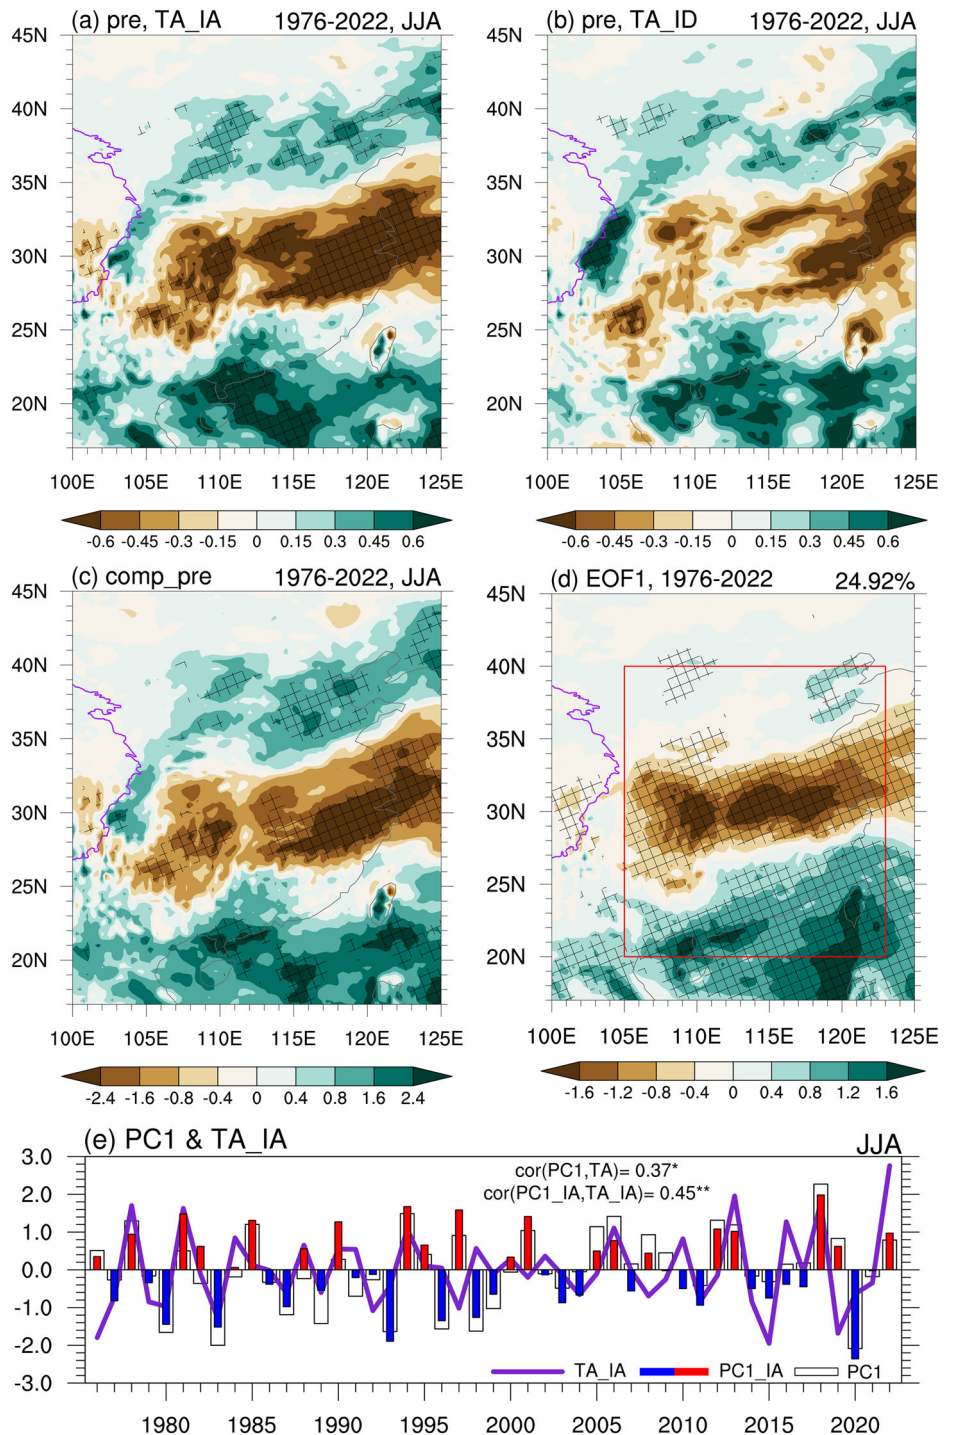 (a) pre, TA_IA 1976-2022, JJA
45N
40N
35N
30N
25N
20N
100E 105E 110E 115E 120E 125E
-0.6 -0.45 -0.3 -0.15 0 0.15 0.3 0.45 0.6
(b) pre, TA_ID 1976-2022, JJA
45N
40N
35N
30N
25N
20N
100E 105E 110E 115E 120E 125E
-0.6 -0.45 -0.3 -0.15 0 0.15 0.3 0.45 0.6
(c) comp_pre 1976-2022, JJA
45N
40N
35N
30N
25N
20N
100E 105E 110E 115E 120E 125E
-2.4 -1.6 -0.8 -0.4 0 0.4 0.8 1.6 2.4
(d) EOF1, 1976-2022 24.92%
45N
40N
35N
30N
25N
20N
100E 105E 110E 115E 120E 125E
-1.6 -1.2 -0.8 -0.4 0 0.4 0.8 1.2 1.6
(e) PC1 & TA_IA JJA
3.0
2.0
1.0
0.0
-1.0
-2.0
-3.0
cor(PC1,TA)= 0.37*
cor(PC1_IA,TA_IA)= 0.45**
TA_IA PC1_IA PC1
1980 1985 1990 1995 2000 2005 2010 2015 2020